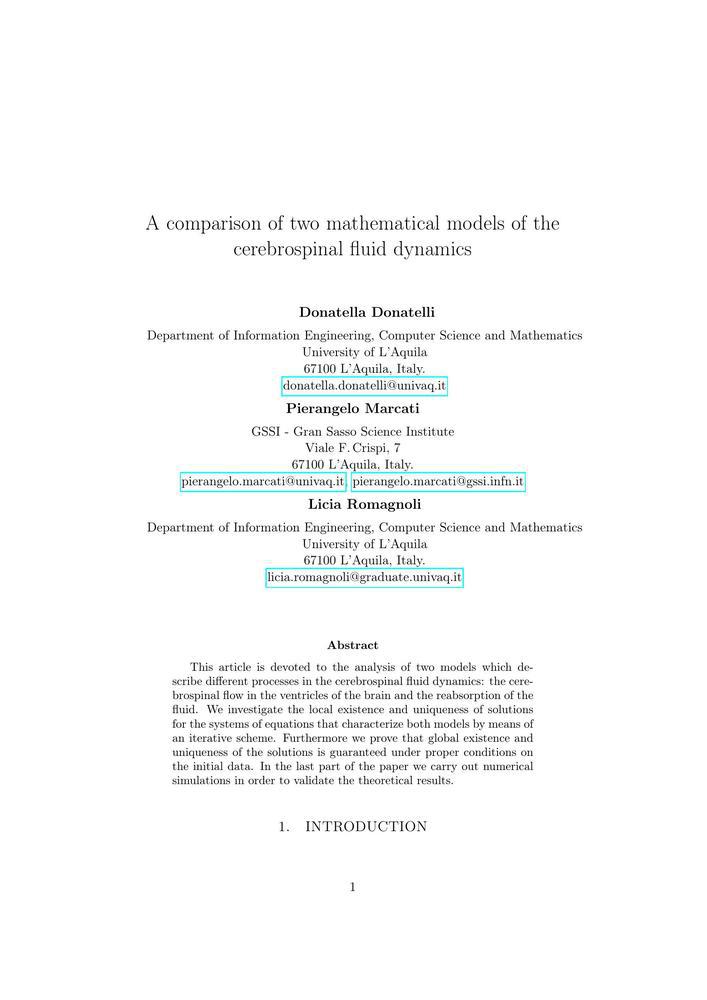 A comparison of two mathematical models of the
cerebrospinal fluid dynamics
Donatella Donatelli
Department of Information Engineering, Computer Science and Mathematics
University of L'Aquila
67100 L'Aquila, Italy.
donatella.donatelli@univaq.it
Pierangelo Marcati
GSSI - Gran Sasso Science Institute
Viale F. Crispi, 7
67100 L'Aquila, Italy.
pierangelo.marcati@univaq.it, pierangelo.marcati@gssi.infn.it
Licia Romagnoli
Department of Information Engineering, Computer Science and Mathematics
University of L'Aquila
67100 L'Aquila, Italy.
licia.romagnoli@graduate.univaq.it
Abstract
This article is devoted to the analysis of two models which de-
scribe different processes in the cerebrospinal fluid dynamics: the cere-
brospinal flow in the ventricles of the brain and the reabsorption of the
fluid. We investigate the local existence and uniqueness of solutions
for the systems of equations that characterize both models by means of
an iterative scheme. Furthermore we prove that global existence and
uniqueness of the solutions is guaranteed under proper conditions on
the initial data. In the last part of the paper we carry out numerical
simulations in order to validate the theoretical results.
1. INTRODUCTION
1